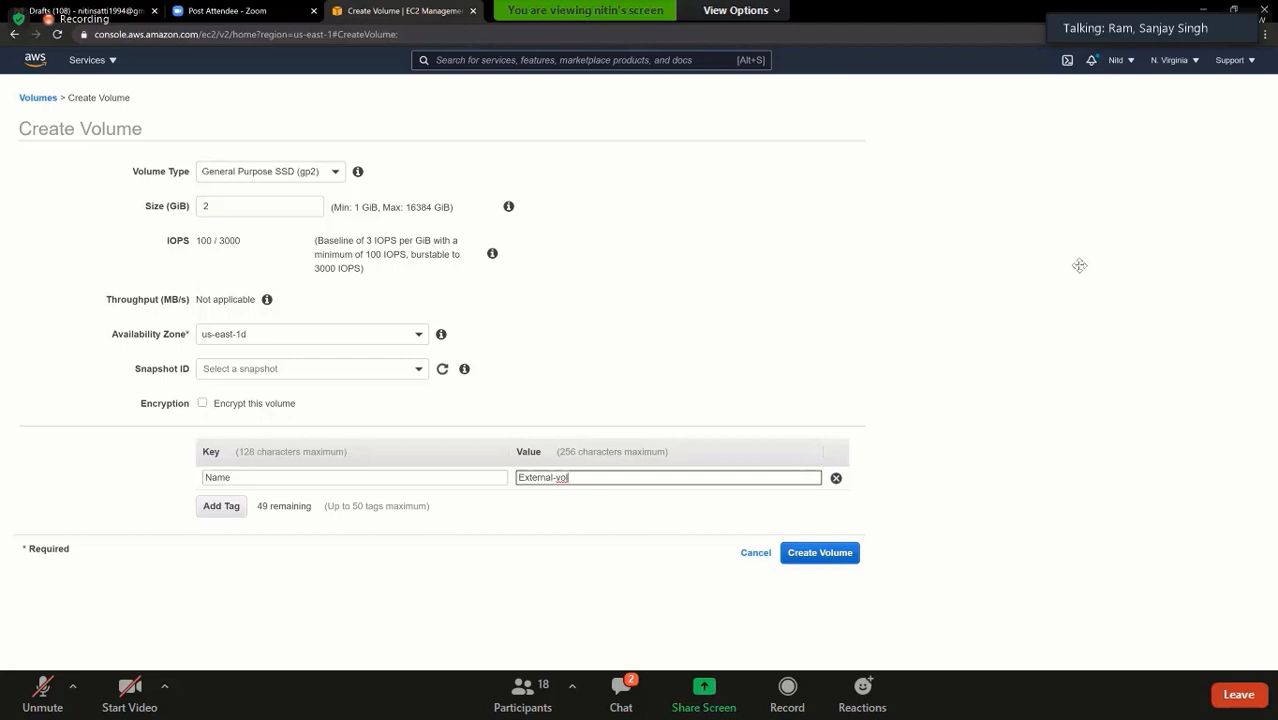 Drafts (108) - nitinsatti1994@gm
Post Attendee - Zoom
Create Volume | EC2 Managemen
You are viewing nitin's screen
View Options
Recording
Talking: Ram, Sanjay Singh
console.aws.amazon.com/ec2/v2/home?region=us-east-1#CreateVolume:
aws
Services
Search for services, features, marketplace products, and docs
[Alt+S]
Nitd
N. Virginia
Support
Volumes > Create Volume
Create Volume
Volume Type
General Purpose SSD (gp2)
Size (GiB)
2
(Min: 1 GiB, Max: 16384 GiB)
IOPS
100 / 3000
(Baseline of 3 IOPS per GiB with a
minimum of 100 IOPS, burstable to
3000 IOPS)
Throughput (MB/s)
Not applicable
Availability Zone*
us-east-1d
Snapshot ID
Select a snapshot
Encryption
Encrypt this volume
Key (128 characters maximum)
Value (256 characters maximum)
Name
External-vol
Add Tag
49 remaining
(Up to 50 tags maximum)
* Required
Cancel
Create Volume
Unmute
Start Video
18
Participants
2
Chat
Share Screen
Record
Reactions
Leave